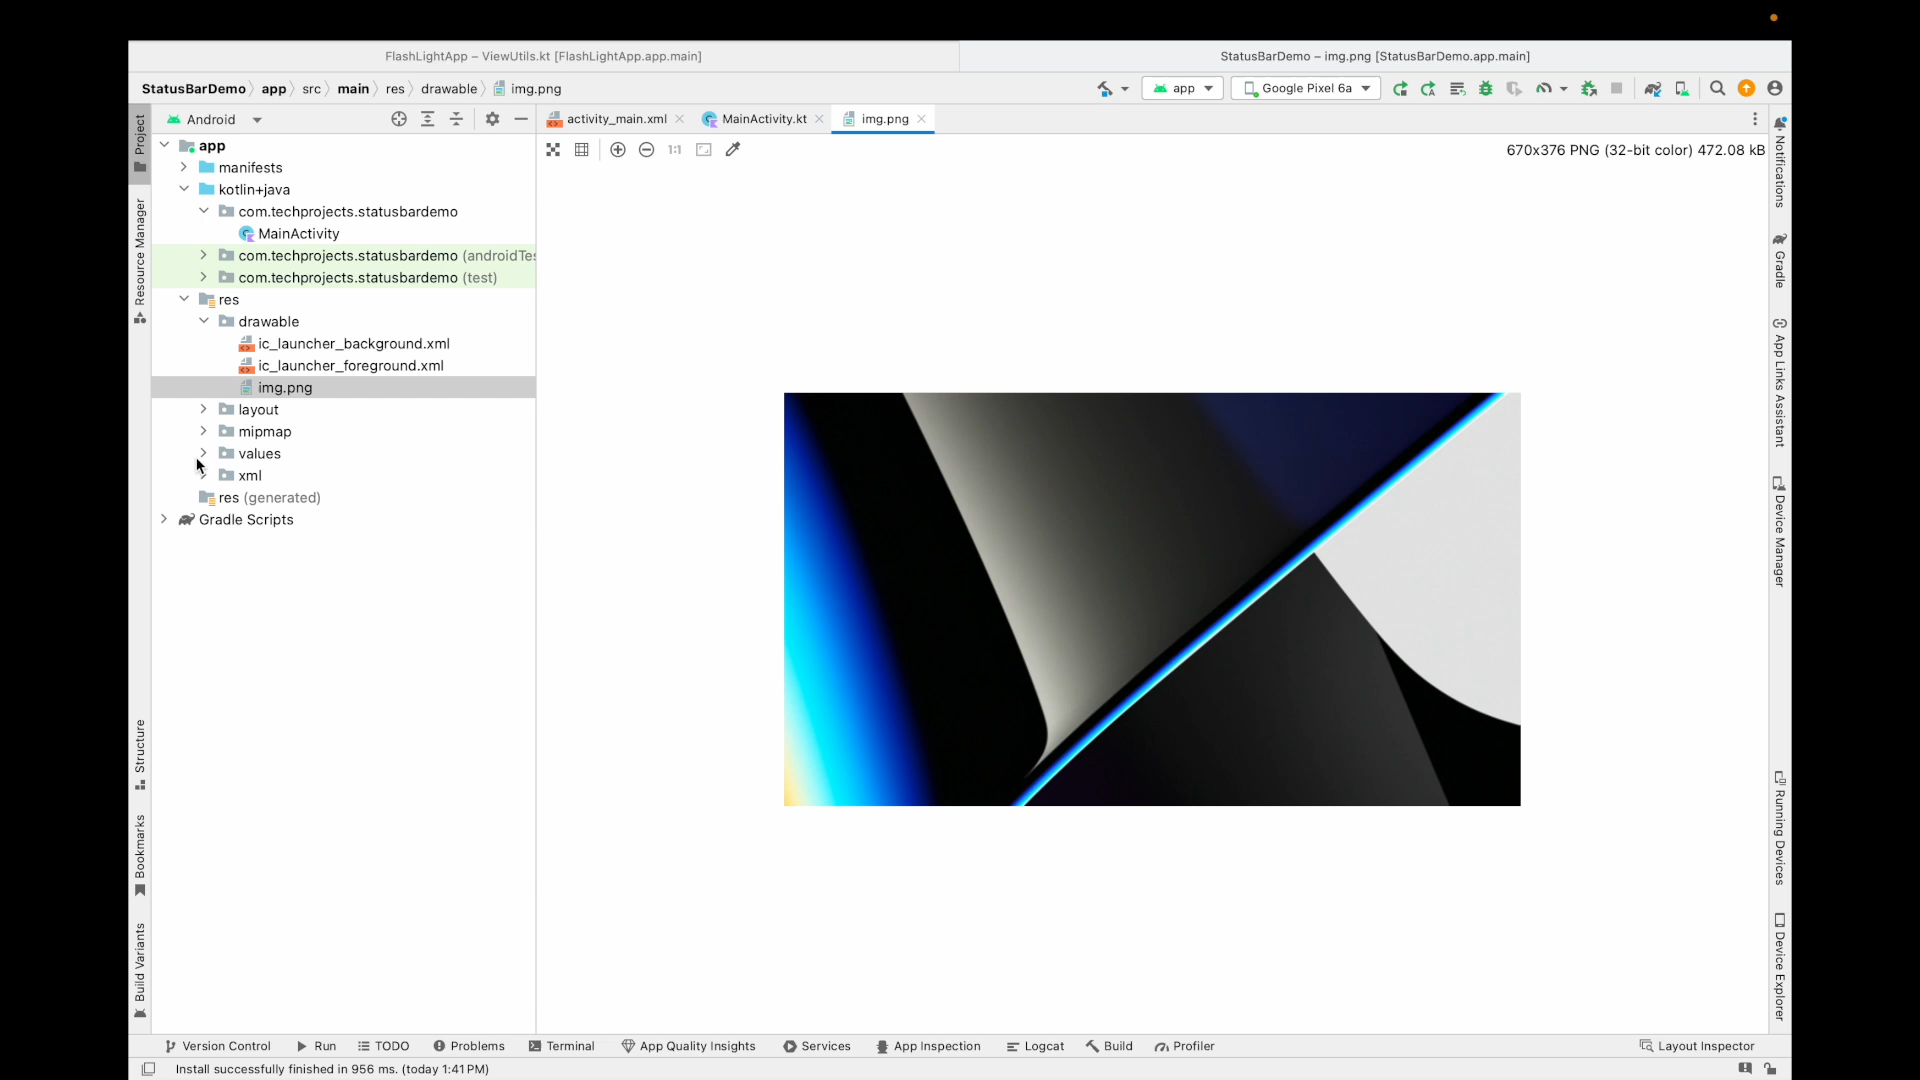 FlashLightApp – ViewUtils.kt [FlashLightApp.app.main]
StatusBarDemo – img.png [StatusBarDemo.app.main]
StatusBarDemo app src main res drawable img.png
app
Google Pixel 6a
Android
activity_main.xml
MainActivity.kt
img.png
1:1
670x376 PNG (32-bit color) 472.08 kB
app
manifests
kotlin+java
com.techprojects.statusbardemo
MainActivity
com.techprojects.statusbardemo (androidTes
com.techprojects.statusbardemo (test)
res
drawable
ic_launcher_background.xml
ic_launcher_foreground.xml
img.png
layout
mipmap
values
xml
res (generated)
Gradle Scripts
Project
Resource Manager
Structure
Bookmarks
Build Variants
Notifications
Gradle
App Links Assistant
Device Manager
Running Devices
Device Explorer
Version Control
Run
TODO
Problems
Terminal
App Quality Insights
Services
App Inspection
Logcat
Build
Profiler
Layout Inspector
Install successfully finished in 956 ms. (today 1:41 PM)